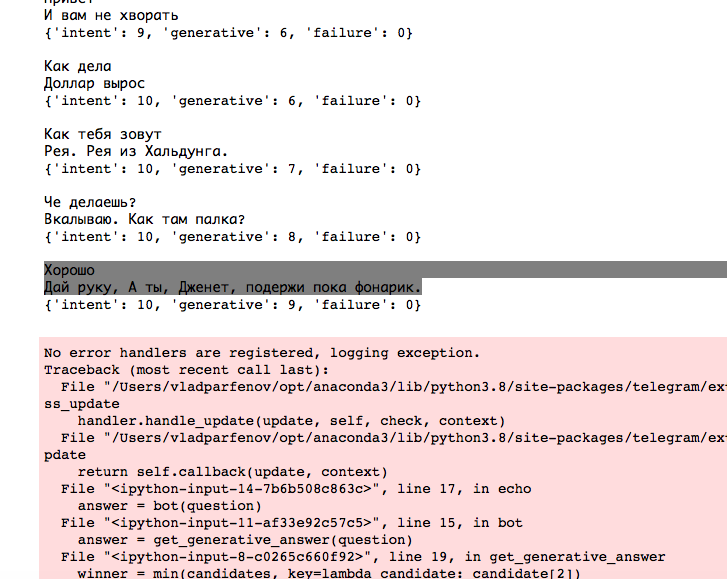 Привет
И вам не хворать
{'intent': 9, 'generative': 6, 'failure': 0}
Как дела
Доллар вырос
{'intent': 10, 'generative': 6, 'failure': 0}
Как тебя зовут
Рея. Рея из Хальдунга.
{'intent': 10, 'generative': 7, 'failure': 0}
Че делаешь?
Вкалываю. Как там палка?
{'intent': 10, 'generative': 8, 'failure': 0}
Хорошо
Дай руку, А ты, Дженет, подержи пока фонарик.
{'intent': 10, 'generative': 9, 'failure': 0}
No error handlers are registered, logging exception.
Traceback (most recent call last):
File "/Users/vladparfenov/opt/anaconda3/lib/python3.8/site-packages/telegram/ex
ss_update
handler.handle_update(update, self, check, context)
File "/Users/vladparfenov/opt/anaconda3/lib/python3.8/site-packages/telegram/ex
pdate
return self.callback(update, context)
File "<ipython-input-14-7b6b508c863c>", line 17, in echo
answer = bot(question)
File "<ipython-input-11-af33e92c57c5>", line 15, in bot
answer = get_generative_answer(question)
File "<ipython-input-8-c0265c660f92>", line 19, in get_generative_answer
winner = min(candidates, key=lambda candidate: candidate[2])